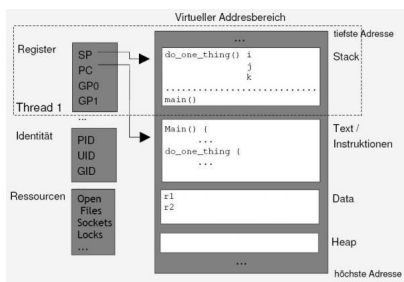 Virtueller Addresbereich
Register
SP
PC
GP0
GP1
...
Thread 1
Identität
PID
UID
GID
Ressourcen
Open
Files
Sockets
Locks
...
...
do_one_thing() i
j
k
............................
main()
Main() {
...
do_one_thing {
...
r1
r2
...
tiefste Adresse
Stack
Text /
Instruktionen
Data
Heap
höchste Adresse